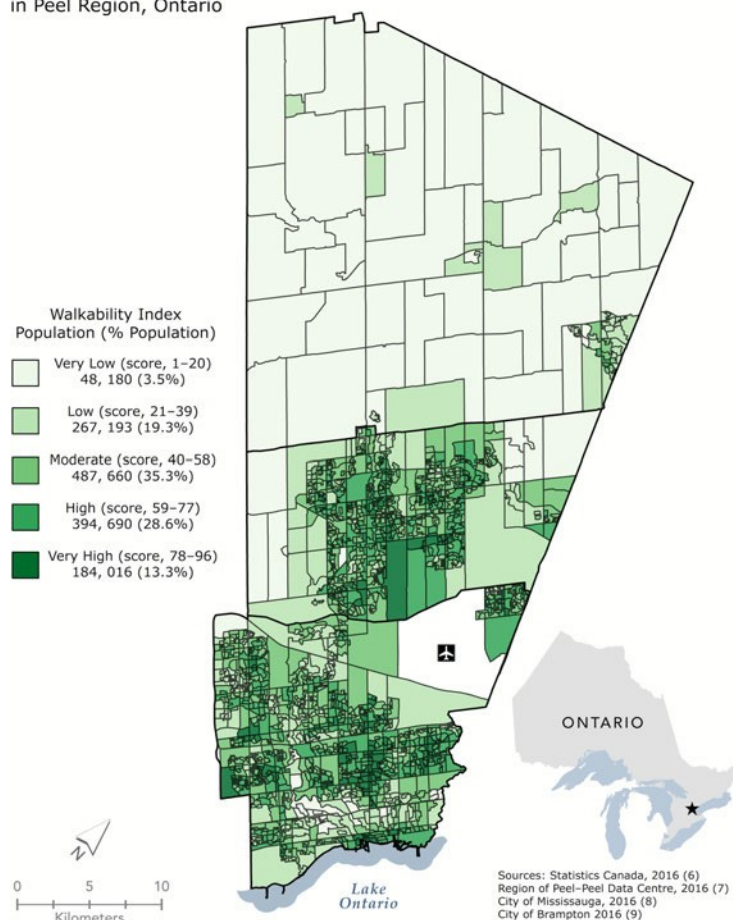 in Peel Region, Ontario
Walkability Index
Population (% Population)
Very Low (score, 1–20)
48, 180 (3.5%)
Low (score, 21–39)
267, 193 (19.3%)
Moderate (score, 40–58)
487, 660 (35.3%)
High (score, 59–77)
394, 690 (28.6%)
Very High (score, 78–96)
184, 016 (13.3%)
ONTARIO
N
0 5 10
Kilometers
Lake
Ontario
Sources: Statistics Canada, 2016 (6)
Region of Peel–Peel Data Centre, 2016 (7)
City of Mississauga, 2016 (8)
City of Brampton 2016 (9)